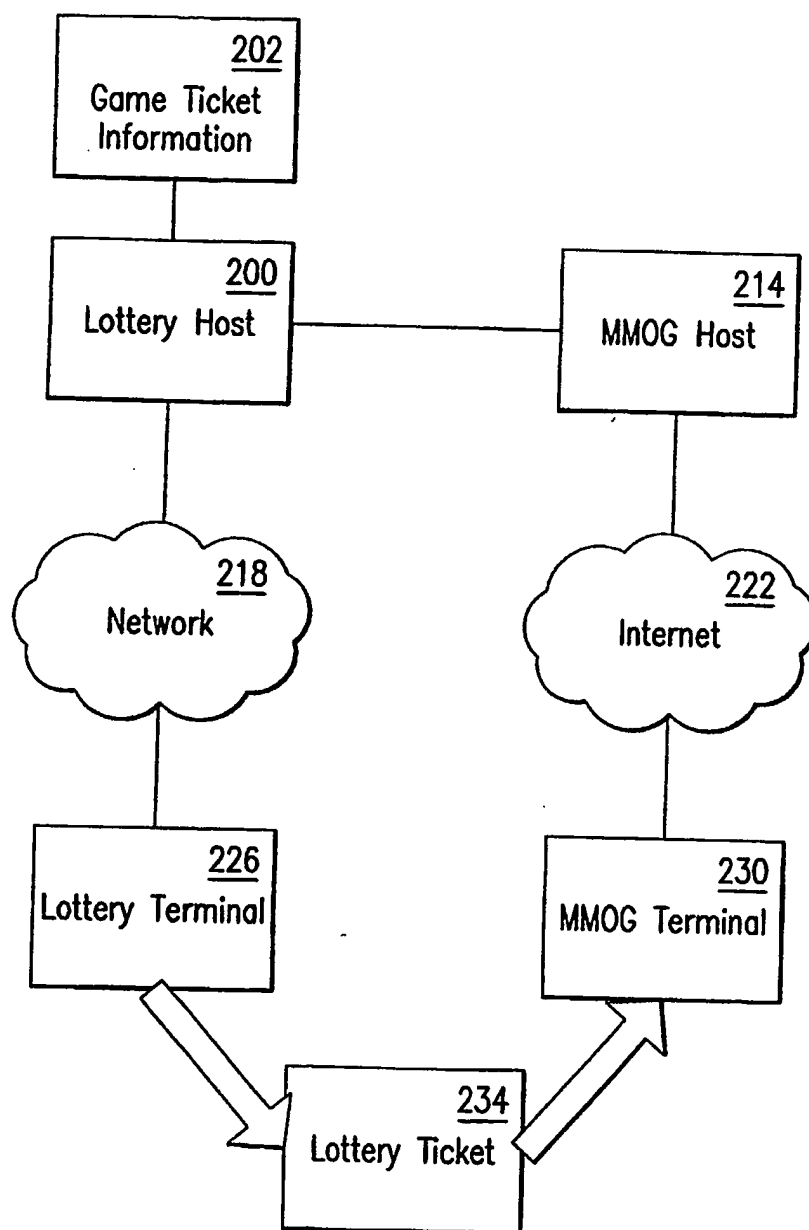 202
Game Ticket
Information
200
Lottery Host
214
MMOG Host
218
Network
222
Internet
226
Lottery Terminal
230
MMOG Terminal
234
Lottery Ticket